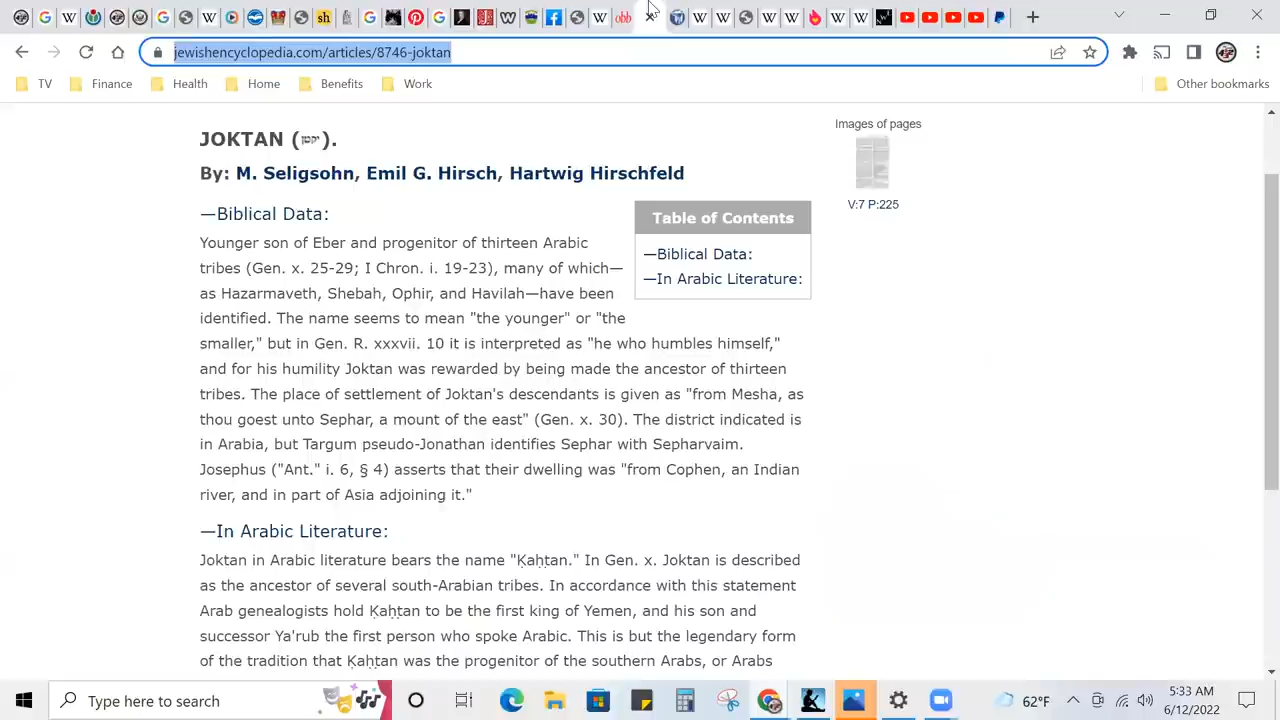 jewishencyclopedia.com/articles/8746-joktan
TV Finance Health Home Benefits Work Other bookmarks
JOKTAN (יקטן).
By: M. Seligsohn, Emil G. Hirsch, Hartwig Hirschfeld
Images of pages
V:7 P:225
—Biblical Data:
Table of Contents
—Biblical Data:
—In Arabic Literature:
Younger son of Eber and progenitor of thirteen Arabic
tribes (Gen. x. 25-29; I Chron. i. 19-23), many of which—
as Hazarmaveth, Shebah, Ophir, and Havilah—have been
identified. The name seems to mean "the younger" or "the
smaller," but in Gen. R. xxxvii. 10 it is interpreted as "he who humbles himself,"
and for his humility Joktan was rewarded by being made the ancestor of thirteen
tribes. The place of settlement of Joktan's descendants is given as "from Mesha, as
thou goest unto Sephar, a mount of the east" (Gen. x. 30). The district indicated is
in Arabia, but Targum pseudo-Jonathan identifies Sephar with Sepharvaim.
Josephus ("Ant." i. 6, § 4) asserts that their dwelling was "from Cophen, an Indian
river, and in part of Asia adjoining it."
—In Arabic Literature:
Joktan in Arabic literature bears the name "Ḳaḥṭan." In Gen. x. Joktan is described
as the ancestor of several south-Arabian tribes. In accordance with this statement
Arab genealogists hold Ḳaḥṭan to be the first king of Yemen, and his son and
successor Ya'rub the first person who spoke Arabic. This is but the legendary form
of the tradition that Ḳaḥṭan was the progenitor of the southern Arabs, or Arabs
Type here to search
62°F
5:33 AM
6/12/2022